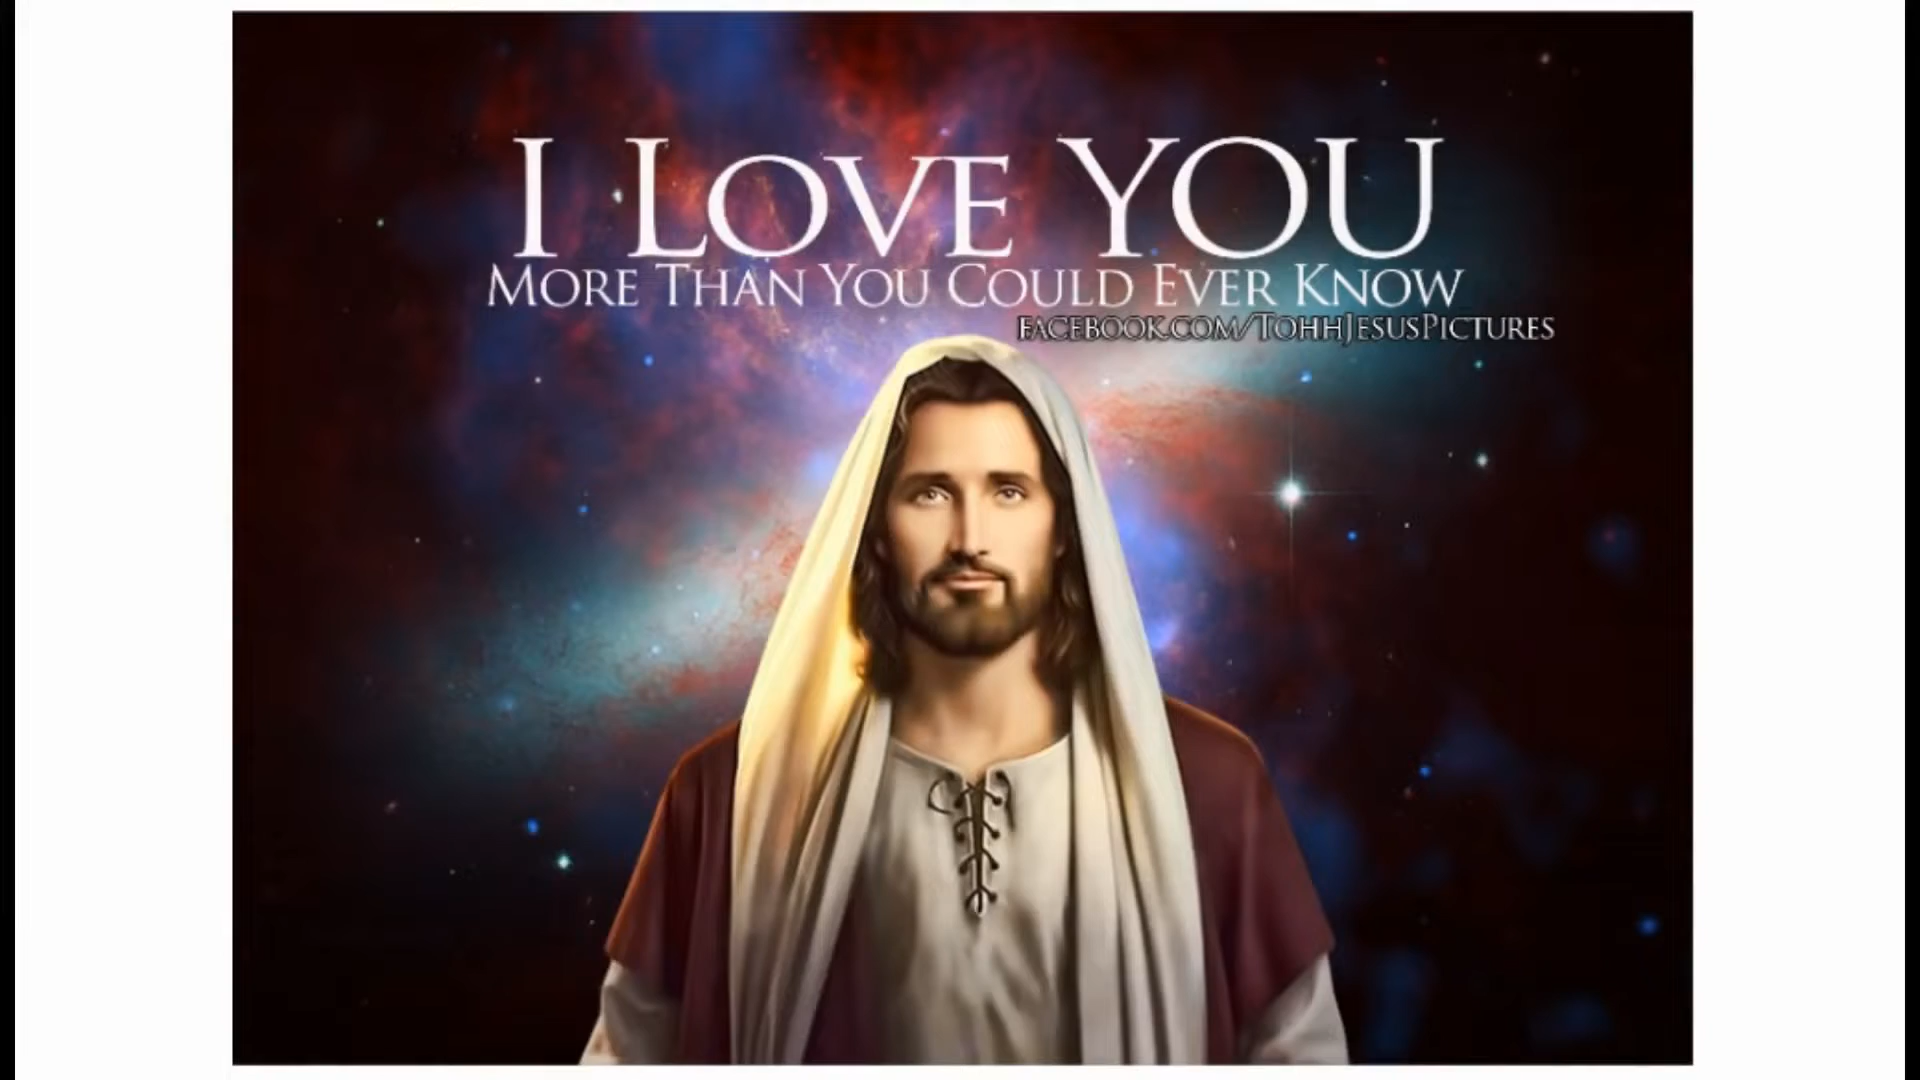 I LOVE YOU
MORE THAN YOU COULD EVER KNOW
FACEBOOK.COM/TOHHJESUSPICTURES